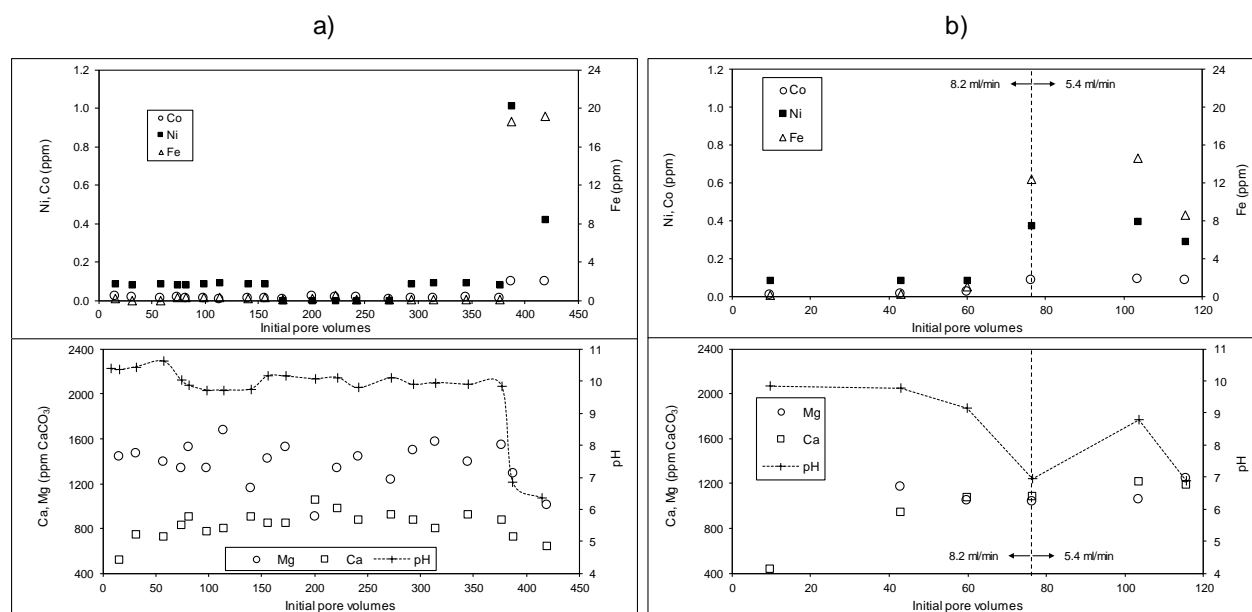 a)
b)
1.2
1.0
0.8
0.6
0.4
0.2
0.0
Ni, Co (ppm)
Co
Ni
Fe
24
20
16
12
8
4
0
Fe (ppm)
0 50 100 150 200 250 300 350 400 450
Initial pore volumes
1.2
1.0
0.8
0.6
0.4
0.2
0.0
Ni, Co (ppm)
Co
Ni
Fe
8.2 ml/min
5.4 ml/min
24
20
16
12
8
4
0
Fe (ppm)
0 20 40 60 80 100 120
Initial pore volumes
2400
2000
1600
1200
800
400
Ca, Mg (ppm CaCO₃)
Mg Ca pH
11
10
9
8
7
6
5
4
pH
0 50 100 150 200 250 300 350 400 450
Initial pore volumes
2400
2000
1600
1200
800
400
Ca, Mg (ppm CaCO₃)
Mg
Ca
pH
8.2 ml/min
5.4 ml/min
11
10
9
8
7
6
5
4
pH
0 20 40 60 80 100 120
Initial pore volumes